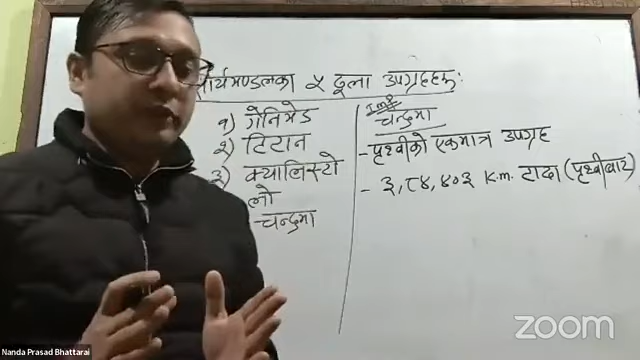 सौर्यमण्डलका ५ ठूला उपग्रहहरू:
१) गेनिमेड
२) टिटान
३) क्यालिस्टो
लो
चन्द्रमा
Imp
चन्द्रमा
- पृथ्वीको एकमात्र उपग्रह
- ३,८४,४०३ K.m. टाढा (पृथ्वीबाट)
Nanda Prasad Bhattarai
zoom